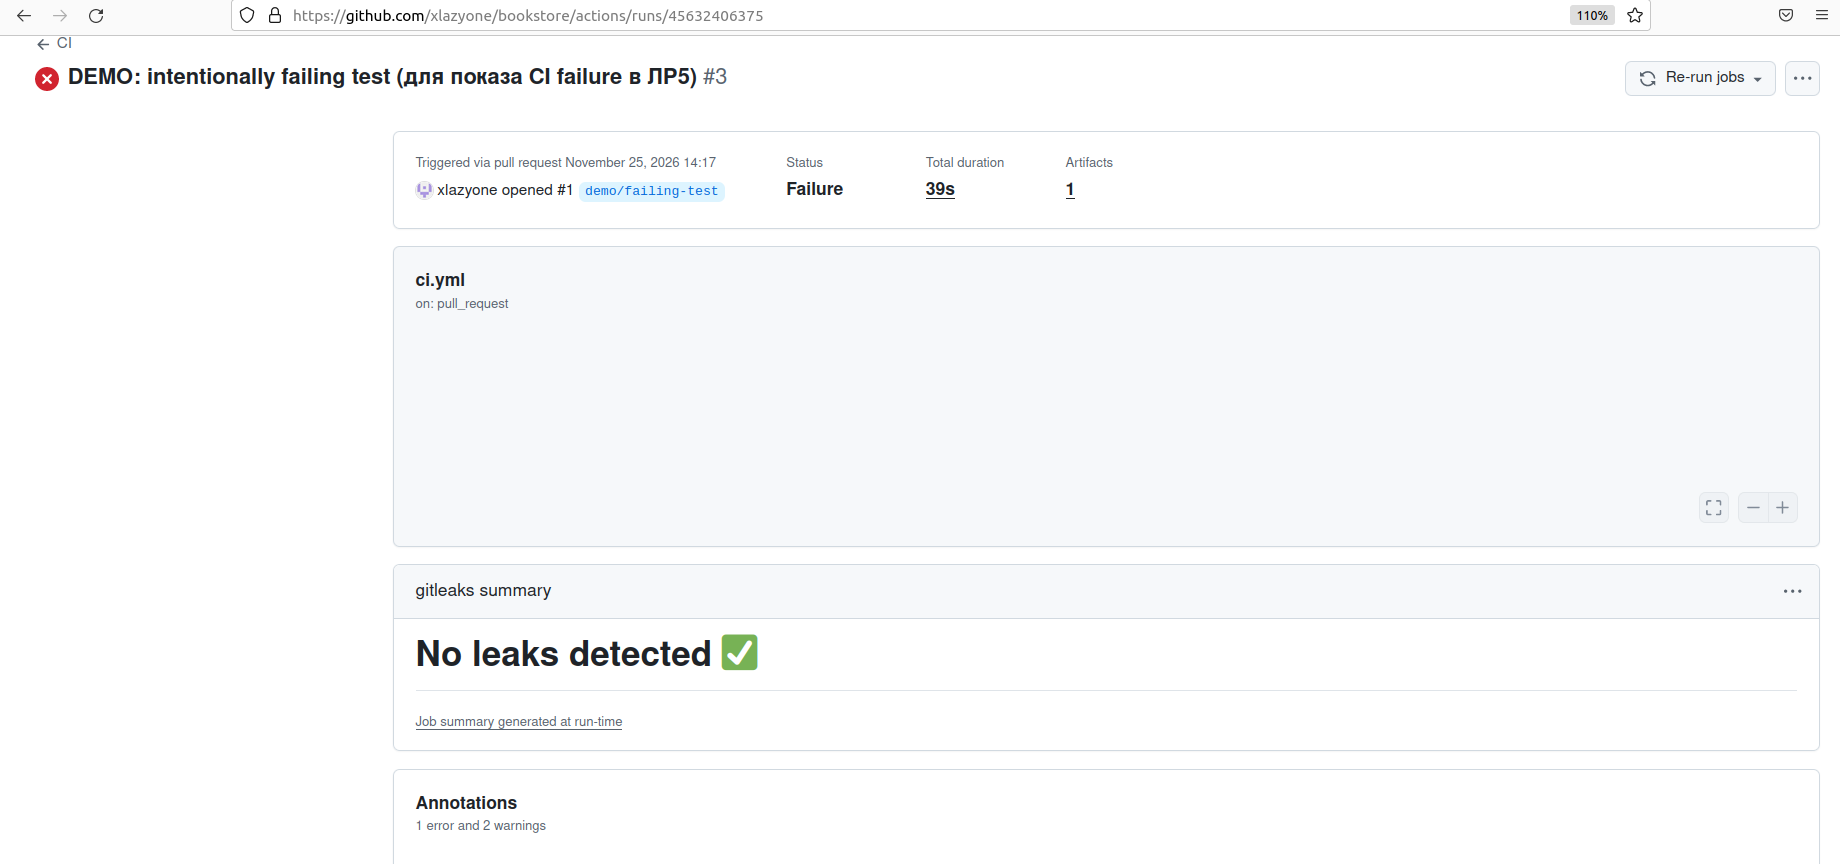 https://github.com/xlazyone/bookstore/actions/runs/45632406375
110%
CI
DEMO: intentionally failing test (для показа CI failure в ЛР5) #3
Re-run jobs
Triggered via pull request November 25, 2026 14:17
Status
Total duration
Artifacts
xlazyone opened #1 demo/failing-test
Failure
39s
1
ci.yml
on: pull_request
gitleaks summary
No leaks detected ✅
Job summary generated at run-time
Annotations
1 error and 2 warnings